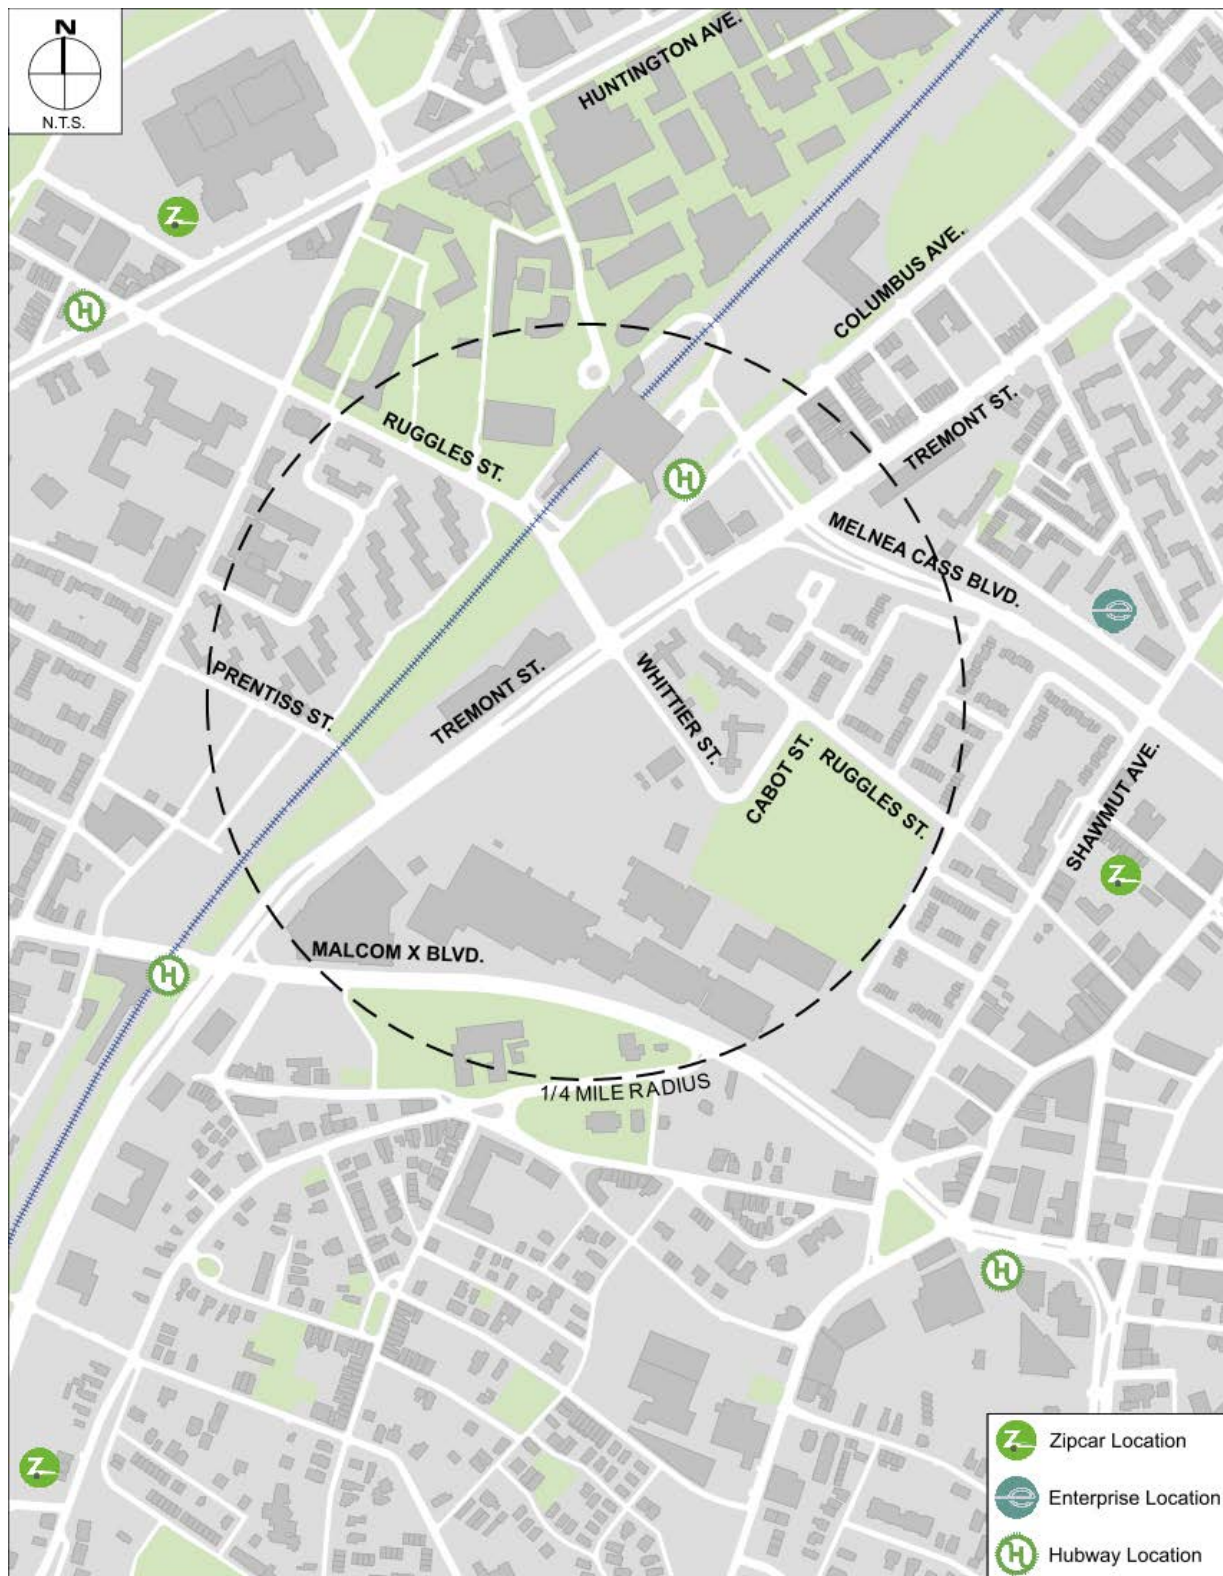 N
N.T.S.
HUNTINGTON AVE.
Z
H
COLUMBUS AVE.
RUGGLES ST.
TREMONT ST.
H
MELNEA CASS BLVD.
e
PRENTISS ST.
TREMONT ST.
WHITTIER ST.
CABOT ST.
RUGGLES ST.
SHAWMUT AVE.
Z
MALCOM X BLVD.
H
1/4 MILE RADIUS
H
Z
Z Zipcar Location
e Enterprise Location
H Hubway Location